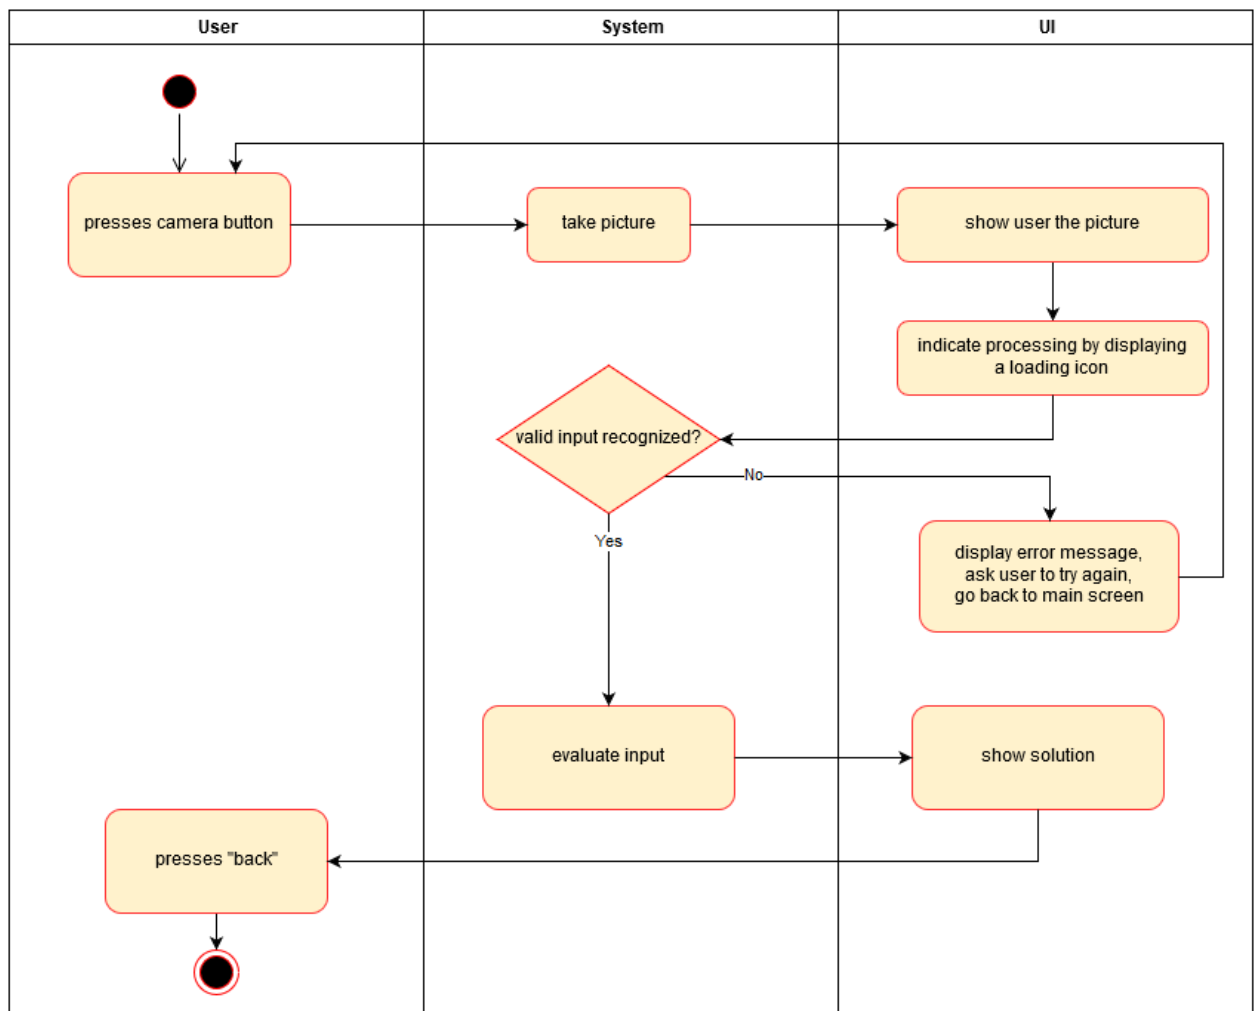 User
System
UI
presses camera button
take picture
show user the picture
indicate processing by displaying
a loading icon
valid input recognized?
No
Yes
display error message,
ask user to try again,
go back to main screen
evaluate input
show solution
presses "back"